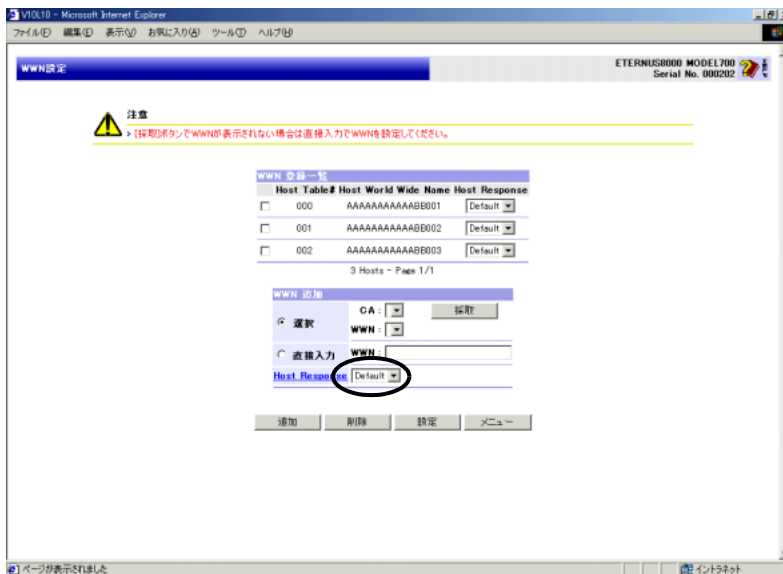 V10L10 - Microsoft Internet Explorer
ファイル(F) 編集(E) 表示(V) お気に入り(A) ツール(T) ヘルプ(H)
WWN設定
ETERNUS8000 MODEL700
Serial No. 000202
注意
> [採取]ボタンでWWNが表示されない場合は直接入力でWWNを設定してください。
WWN 登録一覧
Host Table# Host World Wide Name Host Response
000 AAAAAAAAAAABB001 Default
001 AAAAAAAAAAABB002 Default
002 AAAAAAAAAAABB003 Default
3 Hosts - Page 1/1
WWN 追加
選択 CA : 採取
WWN :
直接入力 WWN :
Host Response Default
追加 削除 設定 メニュー
ページが表示されました イントラネット